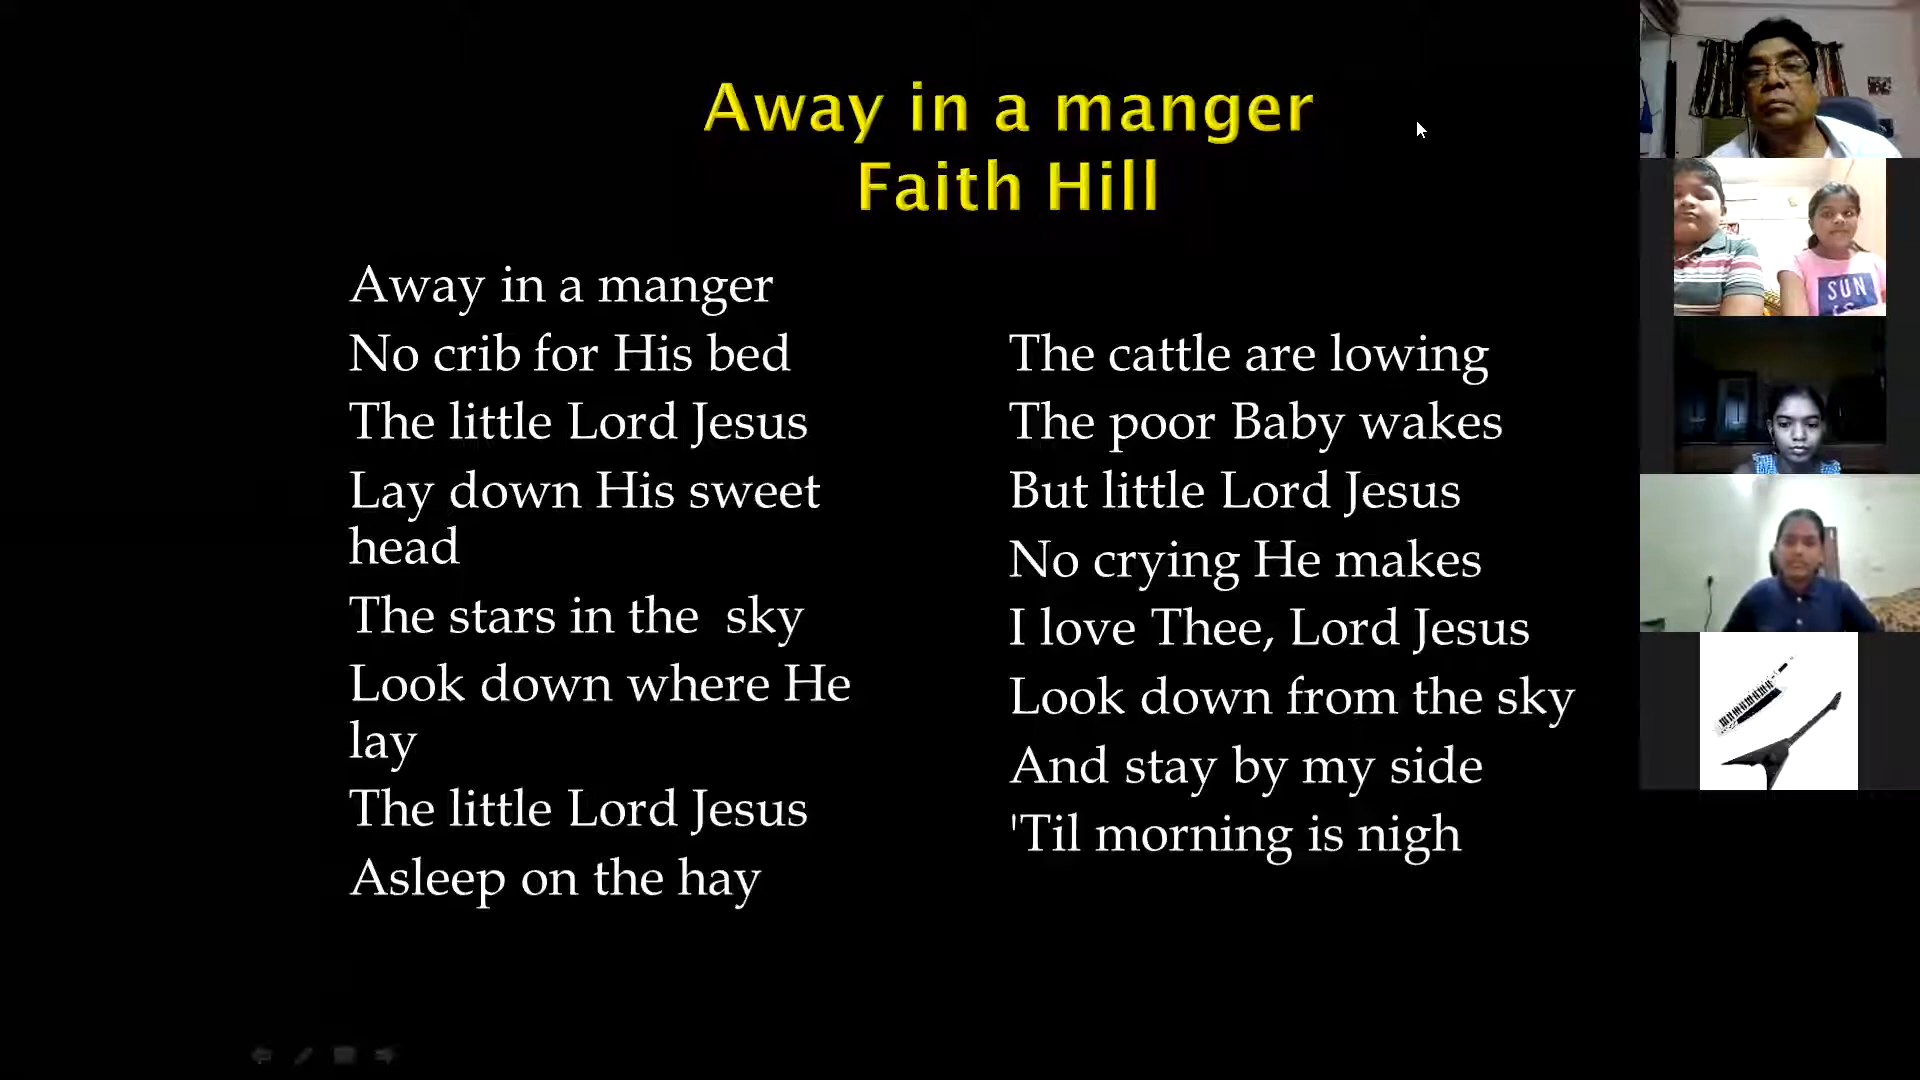 Away in a manger
Faith Hill
Away in a manger
No crib for His bed
The little Lord Jesus
Lay down His sweet
head
The stars in the  sky
Look down where He
lay
The little Lord Jesus
Asleep on the hay
The cattle are lowing
The poor Baby wakes
But little Lord Jesus
No crying He makes
I love Thee, Lord Jesus
Look down from the sky
And stay by my side
'Til morning is nigh
SUN